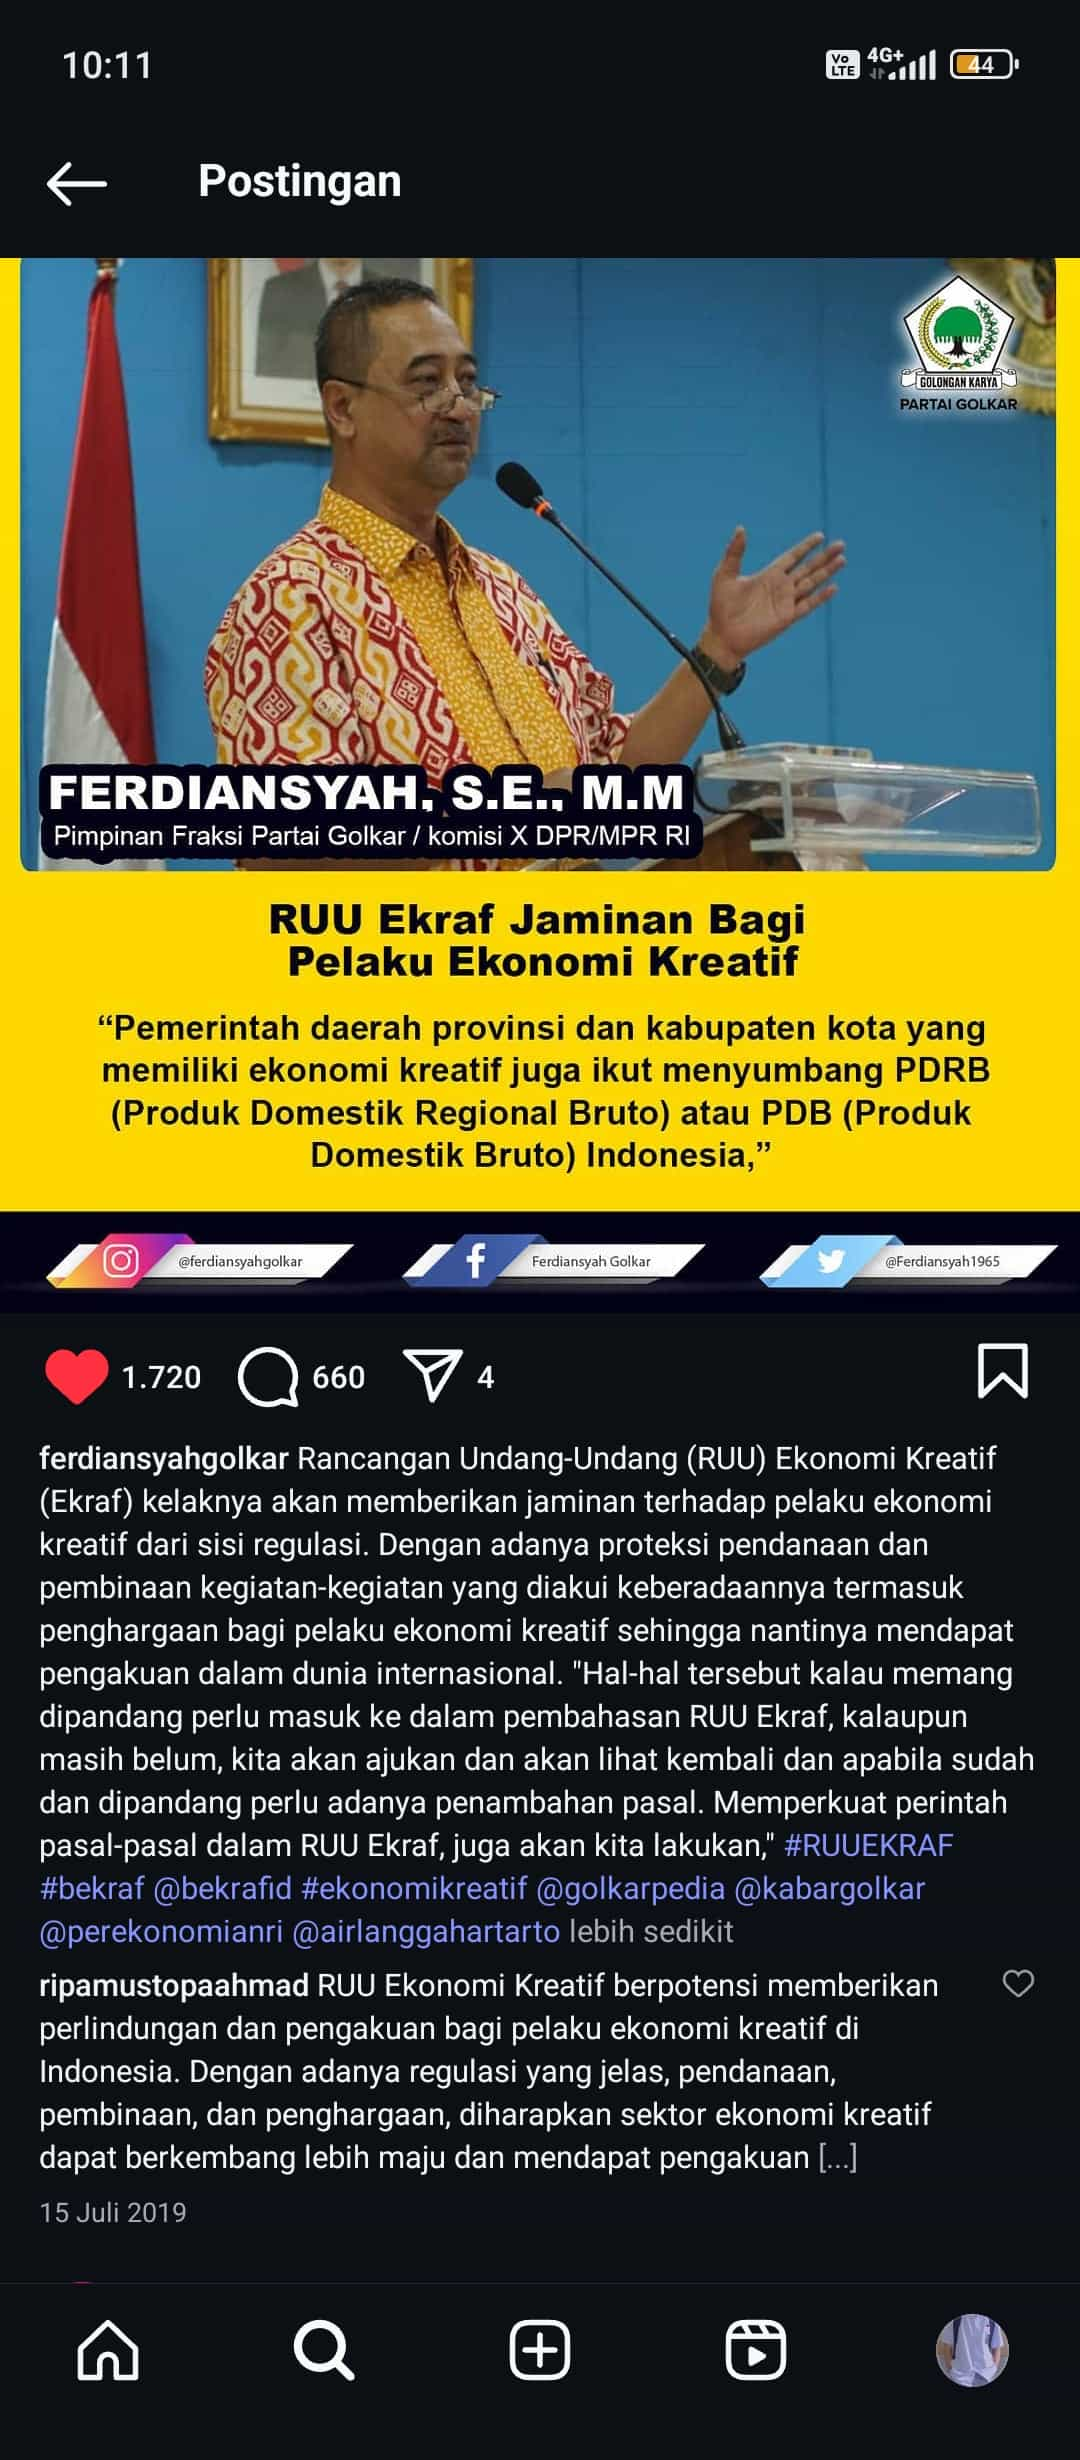 10:11
Vo LTE 4G+ 44
Postingan
GOLONGAN KARYA
PARTAI GOLKAR
FERDIANSYAH, S.E., M.M
Pimpinan Fraksi Partai Golkar / komisi X DPR/MPR RI
RUU Ekraf Jaminan Bagi
Pelaku Ekonomi Kreatif
“Pemerintah daerah provinsi dan kabupaten kota yang
memiliki ekonomi kreatif juga ikut menyumbang PDRB
(Produk Domestik Regional Bruto) atau PDB (Produk
Domestik Bruto) Indonesia,”
@ferdiansyahgolkar Ferdiansyah Golkar @Ferdiansyah1965
1.720 660 4
ferdiansyahgolkar Rancangan Undang-Undang (RUU) Ekonomi Kreatif
(Ekraf) kelaknya akan memberikan jaminan terhadap pelaku ekonomi
kreatif dari sisi regulasi. Dengan adanya proteksi pendanaan dan
pembinaan kegiatan-kegiatan yang diakui keberadaannya termasuk
penghargaan bagi pelaku ekonomi kreatif sehingga nantinya mendapat
pengakuan dalam dunia internasional. "Hal-hal tersebut kalau memang
dipandang perlu masuk ke dalam pembahasan RUU Ekraf, kalaupun
masih belum, kita akan ajukan dan akan lihat kembali dan apabila sudah
dan dipandang perlu adanya penambahan pasal. Memperkuat perintah
pasal-pasal dalam RUU Ekraf, juga akan kita lakukan," #RUUEKRAF
#bekraf @bekrafid #ekonomikreatif @golkarpedia @kabargolkar
@perekonomianri @airlanggahartarto lebih sedikit
ripamustopaahmad RUU Ekonomi Kreatif berpotensi memberikan
perlindungan dan pengakuan bagi pelaku ekonomi kreatif di
Indonesia. Dengan adanya regulasi yang jelas, pendanaan,
pembinaan, dan penghargaan, diharapkan sektor ekonomi kreatif
dapat berkembang lebih maju dan mendapat pengakuan [...]
15 Juli 2019